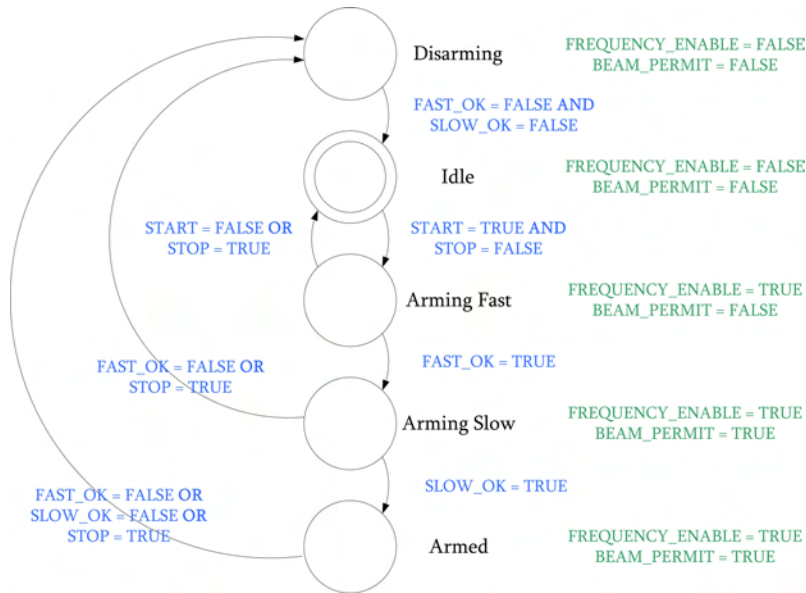 Disarming
FREQUENCY_ENABLE = FALSE
BEAM_PERMIT = FALSE
FAST_OK = FALSE AND
SLOW_OK = FALSE
Idle
FREQUENCY_ENABLE = FALSE
BEAM_PERMIT = FALSE
START = FALSE OR
STOP = TRUE
START = TRUE AND
STOP = FALSE
Arming Fast
FREQUENCY_ENABLE = TRUE
BEAM_PERMIT = FALSE
FAST_OK = FALSE OR
STOP = TRUE
FAST_OK = TRUE
Arming Slow
FREQUENCY_ENABLE = TRUE
BEAM_PERMIT = TRUE
FAST_OK = FALSE OR
SLOW_OK = FALSE OR
STOP = TRUE
SLOW_OK = TRUE
Armed
FREQUENCY_ENABLE = TRUE
BEAM_PERMIT = TRUE